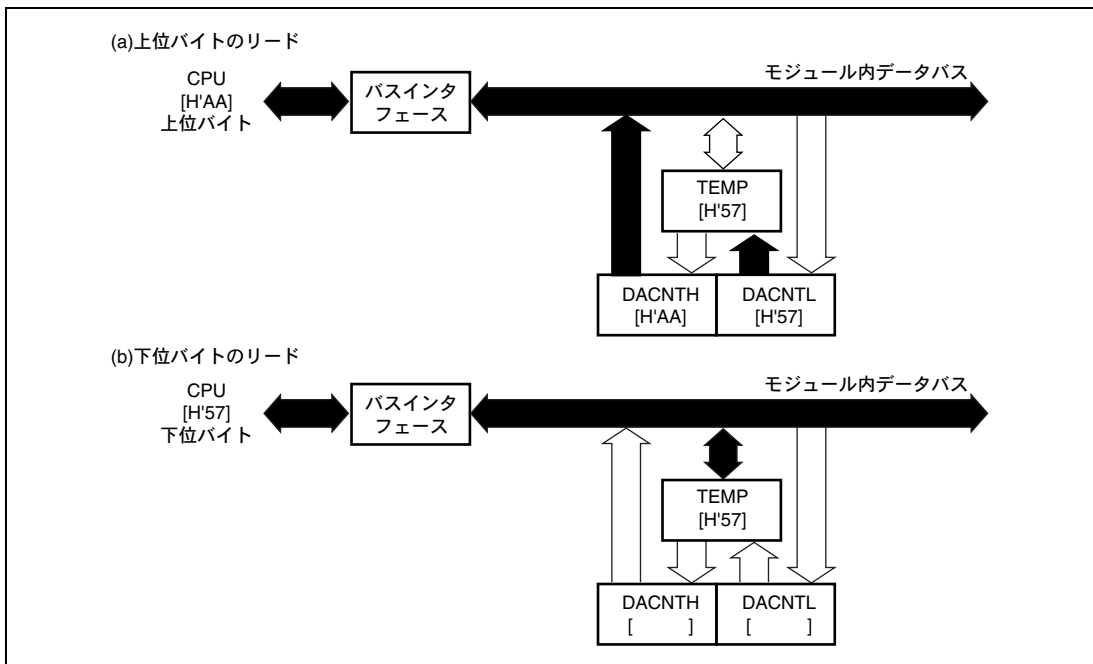 (a)上位バイトのリード
CPU
[H'AA]
上位バイト
バスインタ
フェース
モジュール内データバス
TEMP
[H'57]
DACNTH
[H'AA]
DACNTL
[H'57]
(b)下位バイトのリード
CPU
[H'57]
下位バイト
バスインタ
フェース
モジュール内データバス
TEMP
[H'57]
DACNTH
[ ]
DACNTL
[ ]